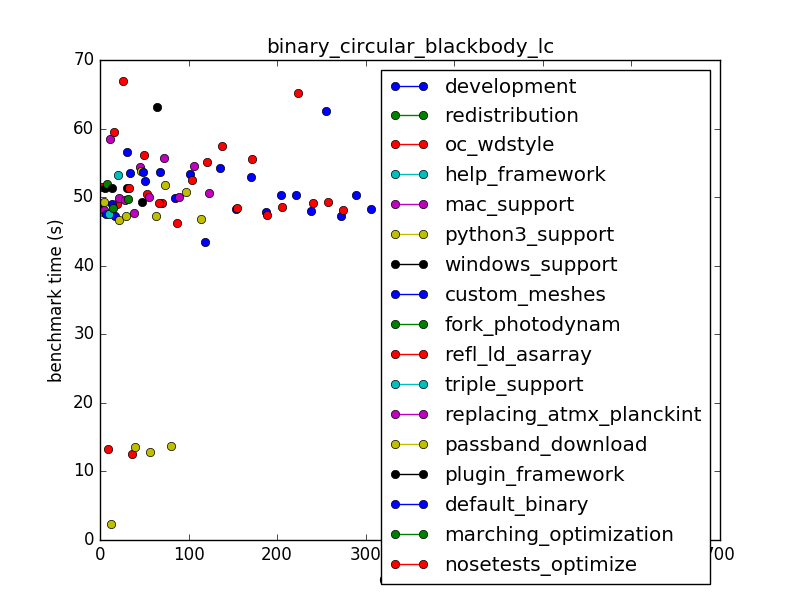 binary_circular_blackbody_lc
benchmark time (s)
70
60
50
40
30
20
10
0
0 100 200 300 700
development
redistribution
oc_wdstyle
help_framework
mac_support
python3_support
windows_support
custom_meshes
fork_photodynam
refl_ld_asarray
triple_support
replacing_atmx_planckint
passband_download
plugin_framework
default_binary
marching_optimization
nosetests_optimize